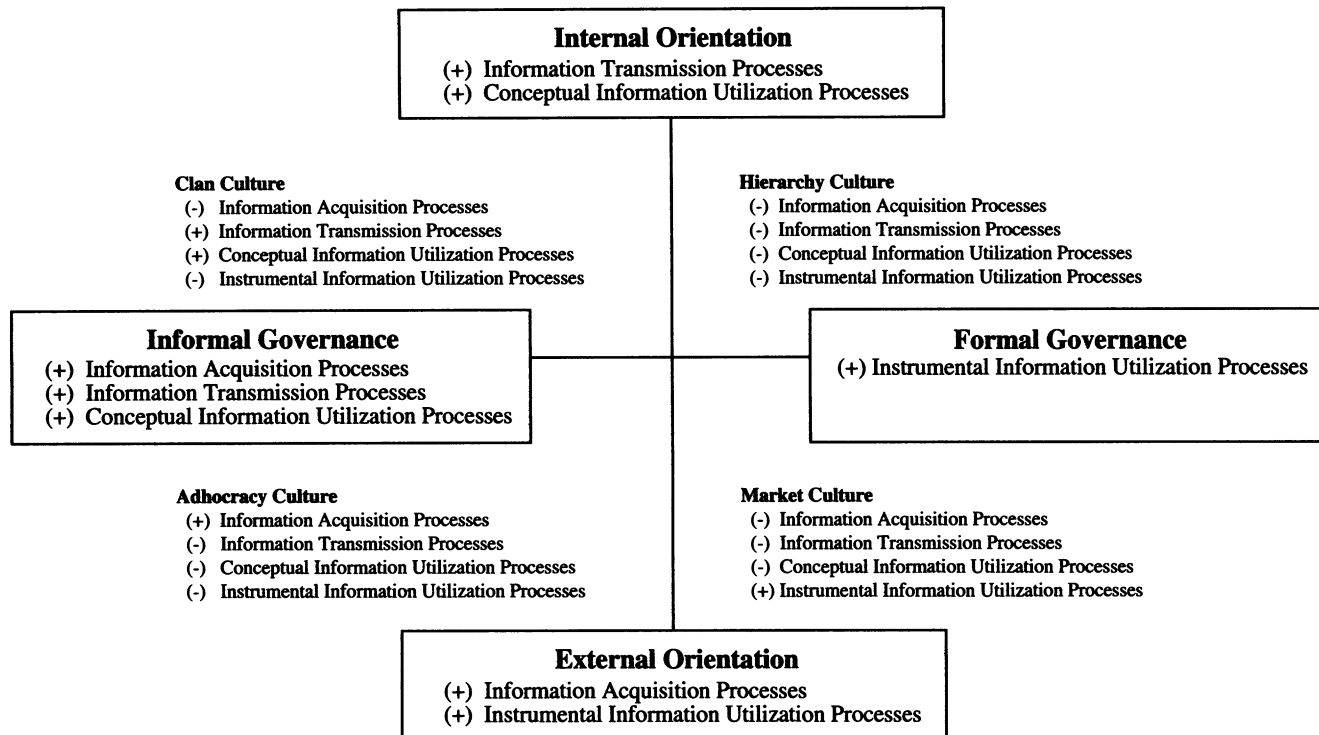 Internal Orientation
(+) Information Transmission Processes
(+) Conceptual Information Utilization Processes
Clan Culture
(-) Information Acquisition Processes
(+) Information Transmission Processes
(+) Conceptual Information Utilization Processes
(-) Instrumental Information Utilization Processes
Hierarchy Culture
(-) Information Acquisition Processes
(-) Information Transmission Processes
(-) Conceptual Information Utilization Processes
(-) Instrumental Information Utilization Processes
Informal Governance
(+) Information Acquisition Processes
(+) Information Transmission Processes
(+) Conceptual Information Utilization Processes
Formal Governance
(+) Instrumental Information Utilization Processes
Adhocracy Culture
(+) Information Acquisition Processes
(-) Information Transmission Processes
(-) Conceptual Information Utilization Processes
(-) Instrumental Information Utilization Processes
Market Culture
(-) Information Acquisition Processes
(-) Information Transmission Processes
(-) Conceptual Information Utilization Processes
(+) Instrumental Information Utilization Processes
External Orientation
(+) Information Acquisition Processes
(+) Instrumental Information Utilization Processes